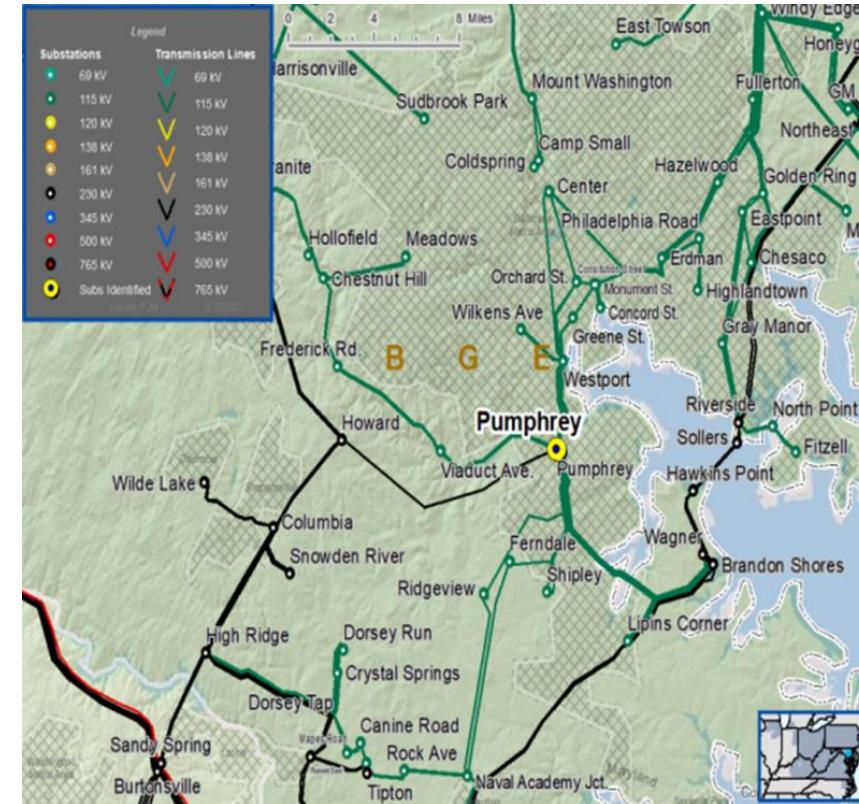 Legend
Substations
Transmission Lines
69 kV
69 kV
115 kV
115 kV
120 kV
120 kV
138 kV
138 kV
161 kV
161 kV
230 kV
230 kV
345 kV
345 kV
500 kV
500 kV
765 kV
765 kV
Subs Identified
0 2 4 8 Miles
Windy Edge
East Towson
Honeyg
arrisonville
Mount Washington
Fullerton
GM
Sudbrook Park
Northeast
Camp Small
Coldspring
Hazelwood
Golden Ring
ranite
Center
Philadelphia Road
Eastpoint
M
Hollofield
Meadows
Erdman
Chesaco
Chestnut Hill
Orchard St.
Constitution Street
Monument St.
Highlandtown
Wilkens Ave
Concord St.
Gray Manor
Greene St.
Frederick Rd.
B G E
Westport
Riverside
North Point
Howard
Pumphrey
Sollers
Fitzell
Viaduct Ave.
Pumphrey
Hawkins Point
Wilde Lake
Columbia
Wagner
Ferndale
Snowden River
Brandon Shores
Shipley
Ridgeview
Lipins Corner
High Ridge
Dorsey Run
Crystal Springs
Dorsey Tap
Canine Road
Sandy Spring
Rock Ave
Burtonsville
Tipton
Naval Academy Jct.
Maryland